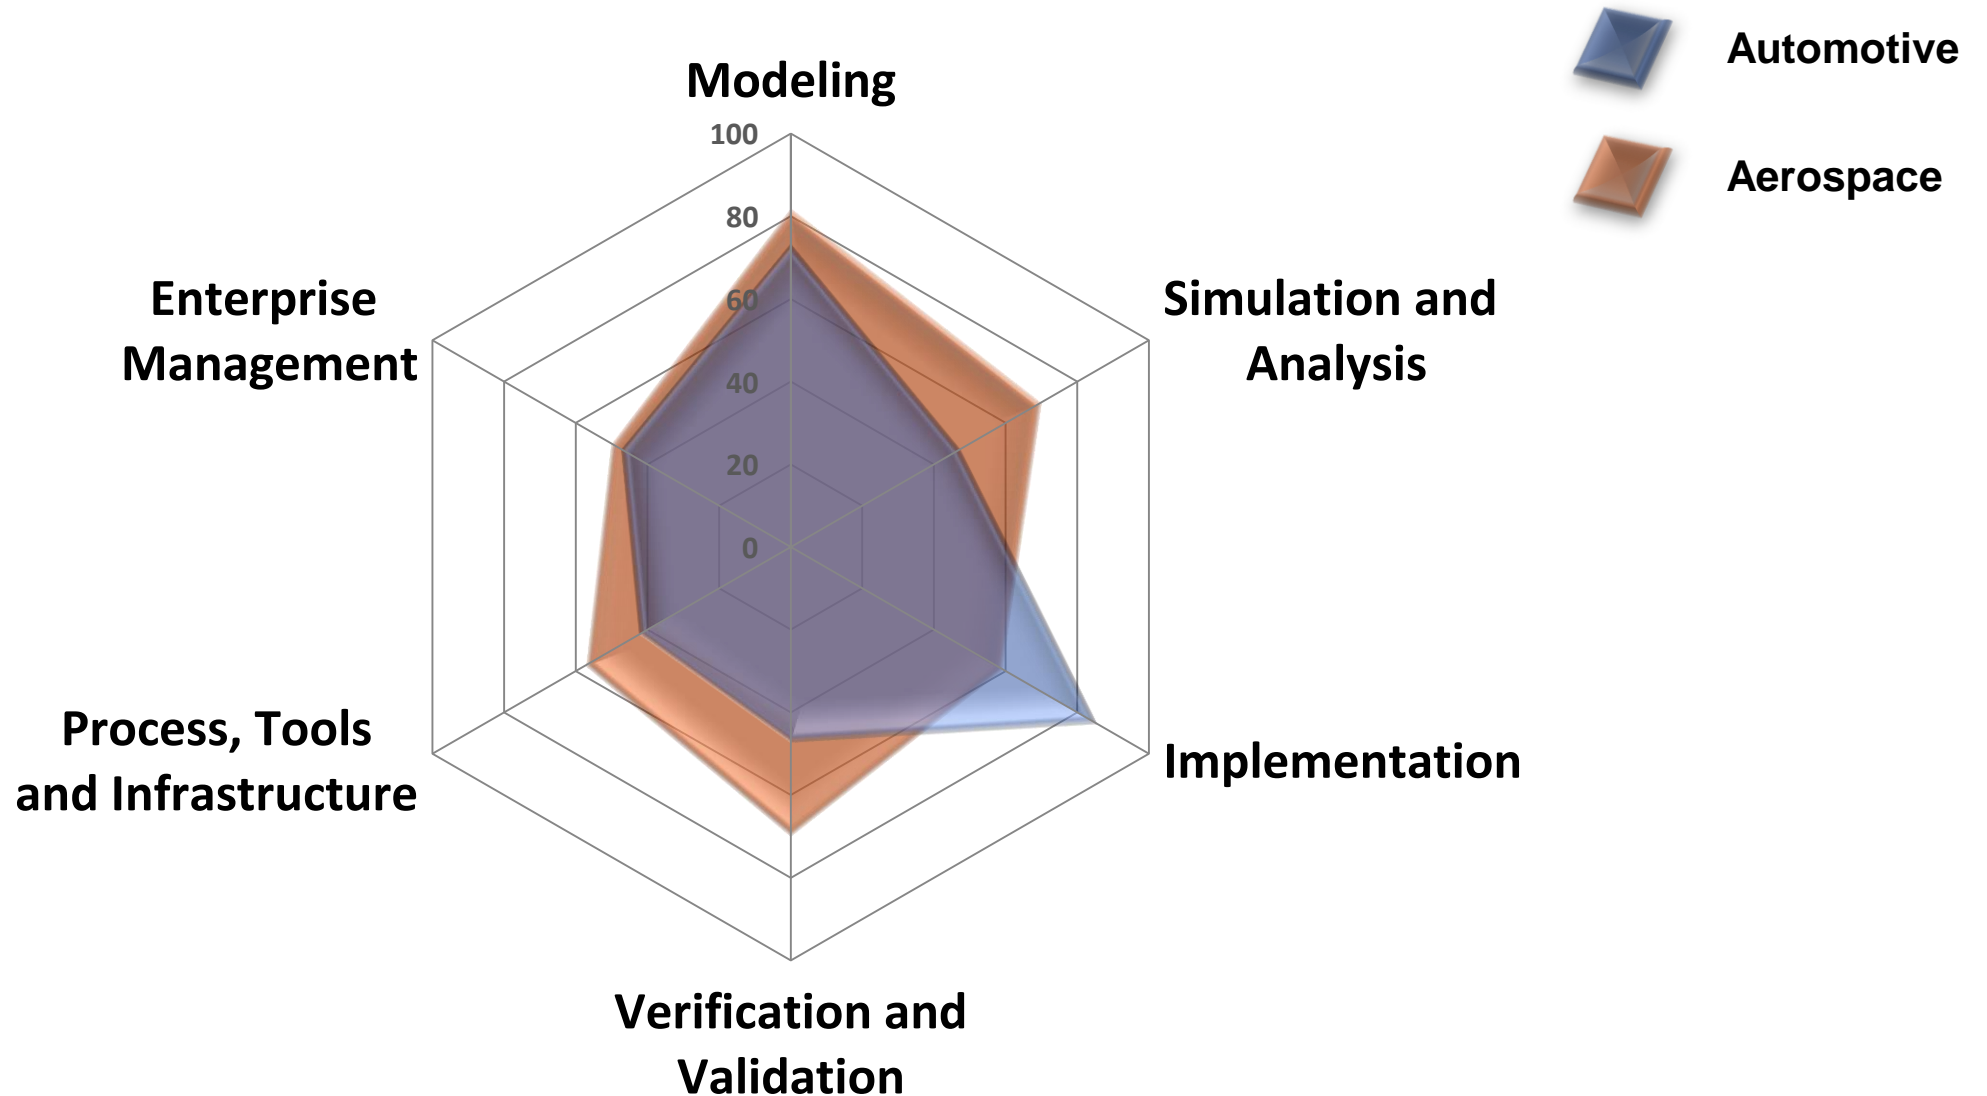 Automotive
Aerospace
Modeling
100
80
60
40
20
0
Simulation and
Analysis
Implementation
Verification and
Validation
Process, Tools
and Infrastructure
Enterprise
Management